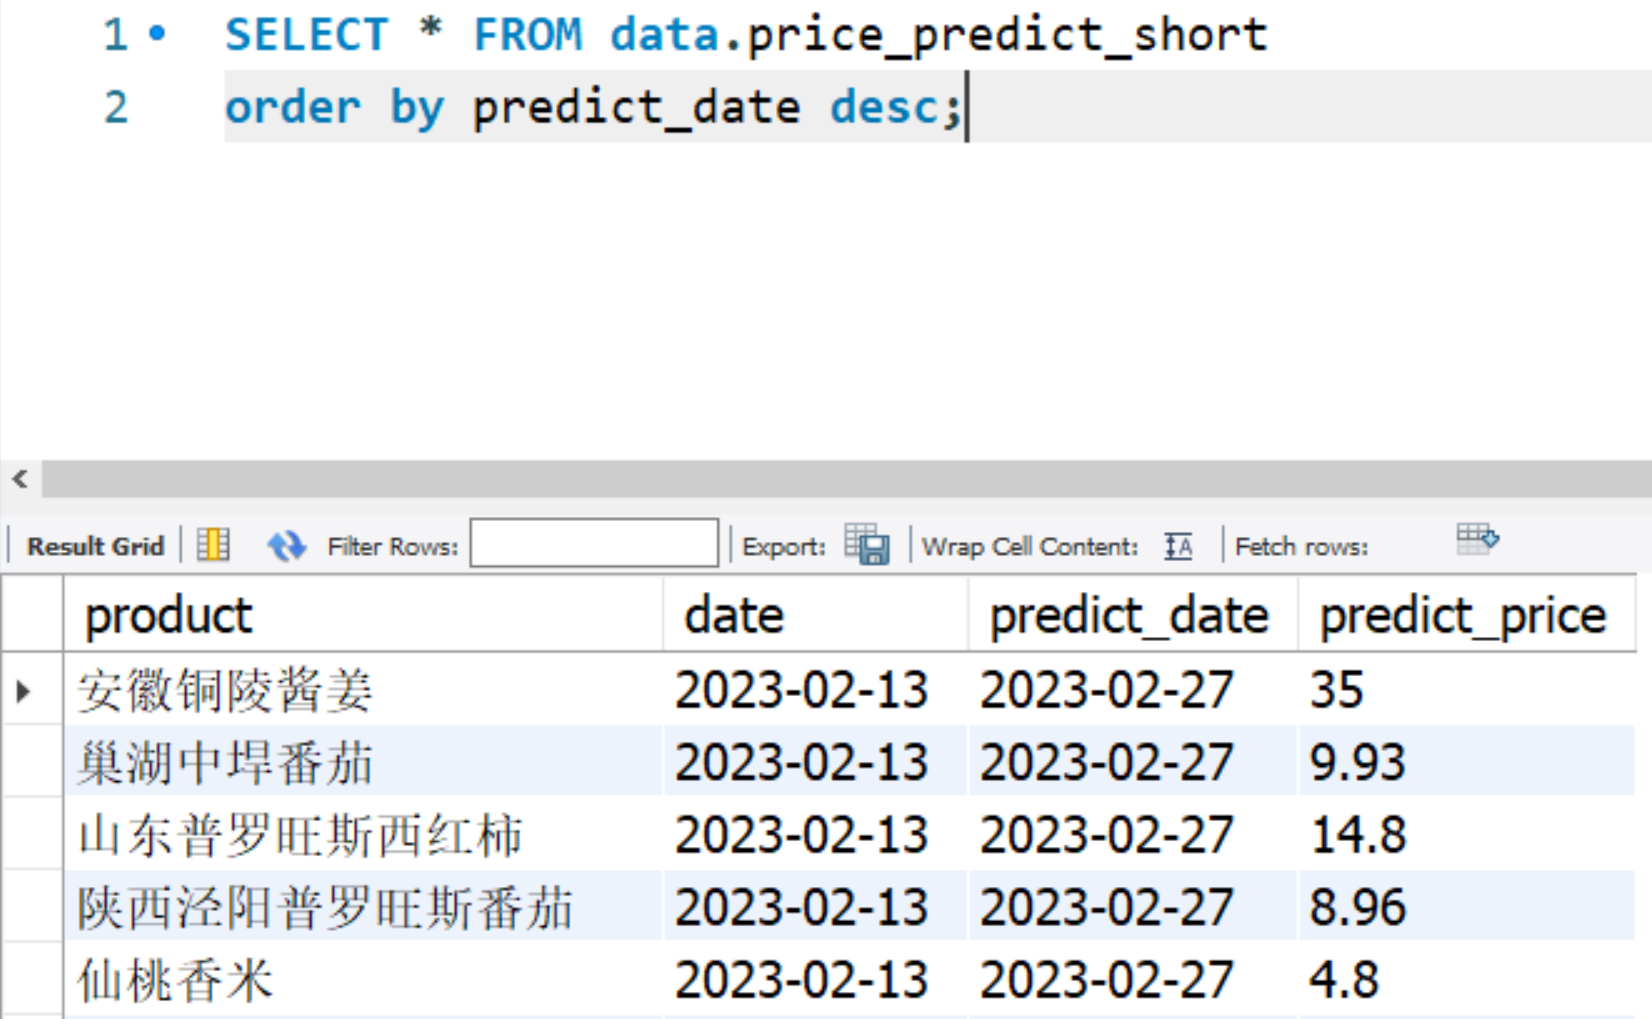 1 SELECT * FROM data.price_predict_short
2 order by predict_date desc;
Result Grid Filter Rows: Export: Wrap Cell Content: Fetch rows:
product date predict_date predict_price
安徽铜陵酱姜 2023-02-13 2023-02-27 35
巢湖中垾番茄 2023-02-13 2023-02-27 9.93
山东普罗旺斯西红柿 2023-02-13 2023-02-27 14.8
陕西泾阳普罗旺斯番茄 2023-02-13 2023-02-27 8.96
仙桃香米 2023-02-13 2023-02-27 4.8